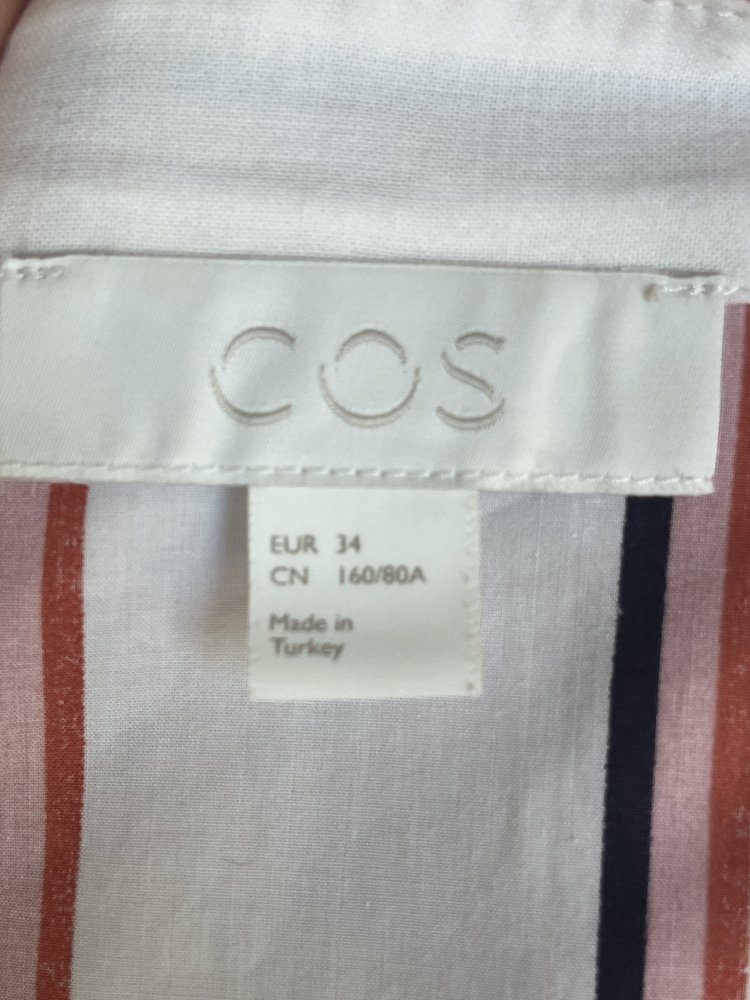 COS
EUR 34
CN 160/80A
Made in
Turkey